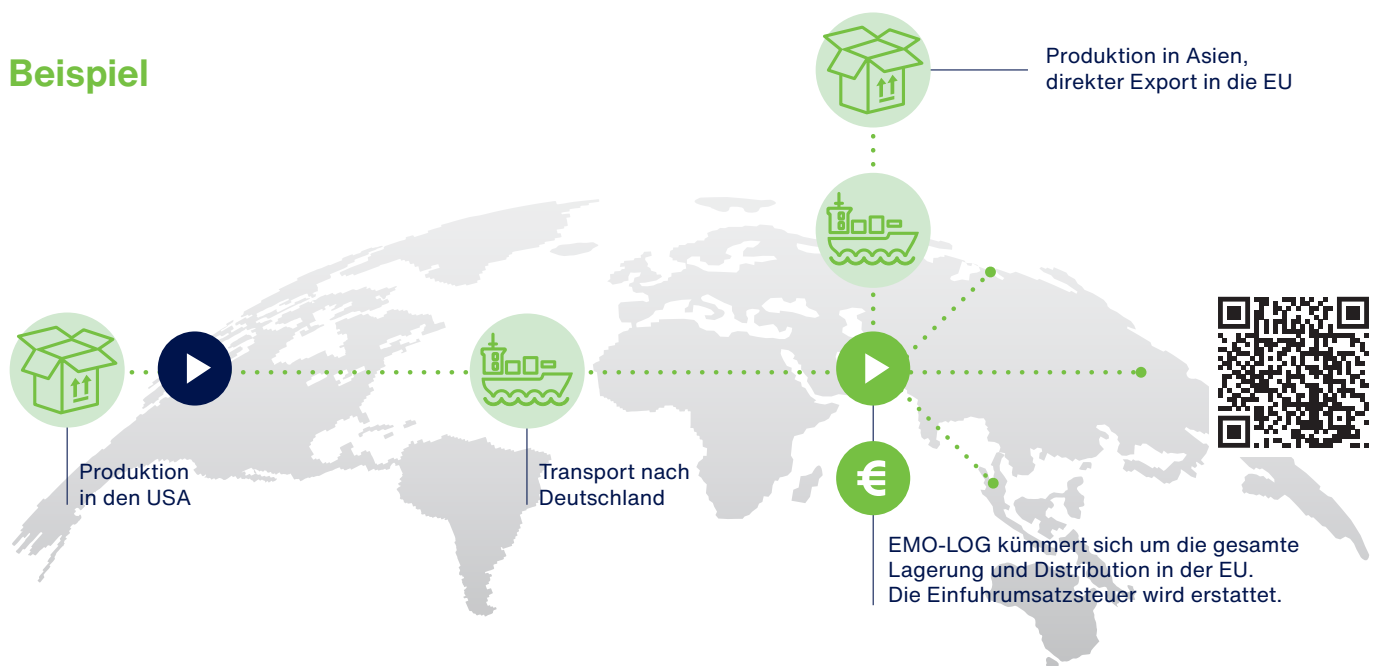 Beispiel
Produktion in Asien,
direkter Export in die EU
Produktion
in den USA
Transport nach
Deutschland
€
EMO-LOG kümmert sich um die gesamte
Lagerung und Distribution in der EU.
Die Einfuhrumsatzsteuer wird erstattet.